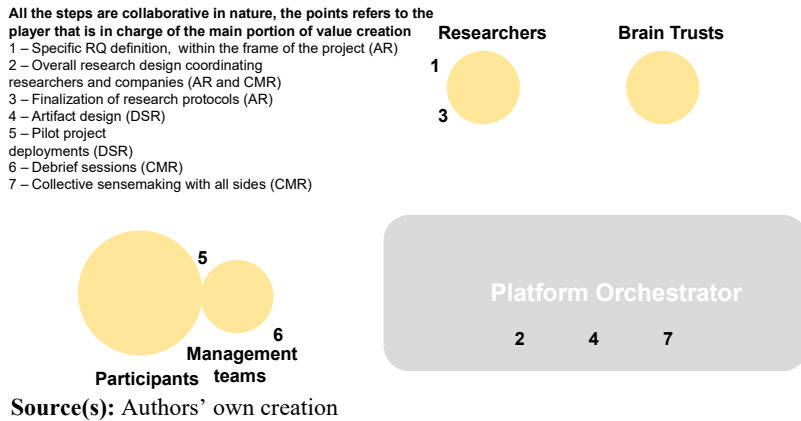 All the steps are collaborative in nature, the points refers to the
player that is in charge of the main portion of value creation
1 – Specific RQ definition, within the frame of the project (AR)
2 – Overall research design coordinating
researchers and companies (AR and CMR)
3 – Finalization of research protocols (AR)
4 – Artifact design (DSR)
5 – Pilot project
deployments (DSR)
6 – Debrief sessions (CMR)
7 – Collective sensemaking with all sides (CMR)
Researchers
Brain Trusts
1
3
5
6
Management
teams
Participants
Platform Orchestrator
2 4 7
Source(s): Authors’ own creation